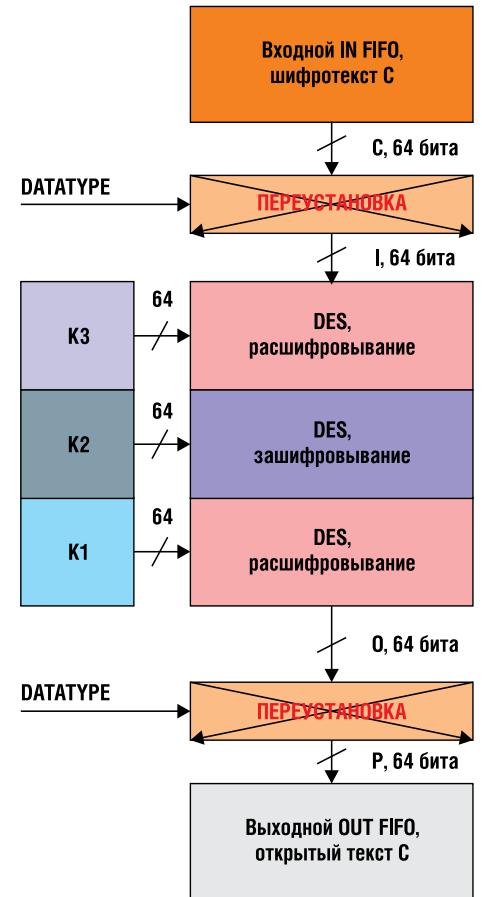 Входной IN FIFO,
шифротекст C
C, 64 бита
DATATYPE
ПЕРЕУСТАНОВКА
I, 64 бита
K3
64
DES,
расшифровывание
K2
64
DES,
зашифровывание
K1
64
DES,
расшифровывание
O, 64 бита
DATATYPE
ПЕРЕУСТАНОВКА
P, 64 бита
Выходной OUT FIFO,
открытый текст C